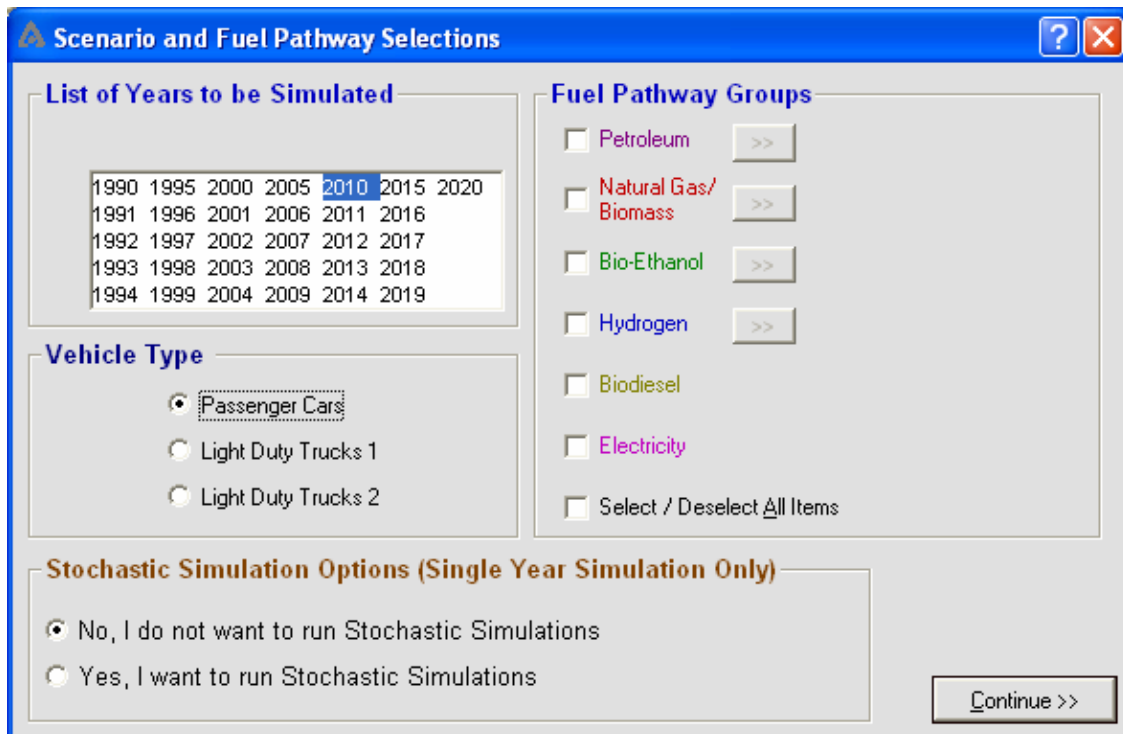 Scenario and Fuel Pathway Selections
List of Years to be Simulated
1990 1995 2000 2005 2010 2015 2020
1991 1996 2001 2006 2011 2016
1992 1997 2002 2007 2012 2017
1993 1998 2003 2008 2013 2018
1994 1999 2004 2009 2014 2019
Vehicle Type
Passenger Cars
Light Duty Trucks 1
Light Duty Trucks 2
Fuel Pathway Groups
Petroleum >>
Natural Gas/
Biomass >>
Bio-Ethanol >>
Hydrogen >>
Biodiesel
Electricity
Select / Deselect All Items
Stochastic Simulation Options (Single Year Simulation Only)
No, I do not want to run Stochastic Simulations
Yes, I want to run Stochastic Simulations
Continue >>